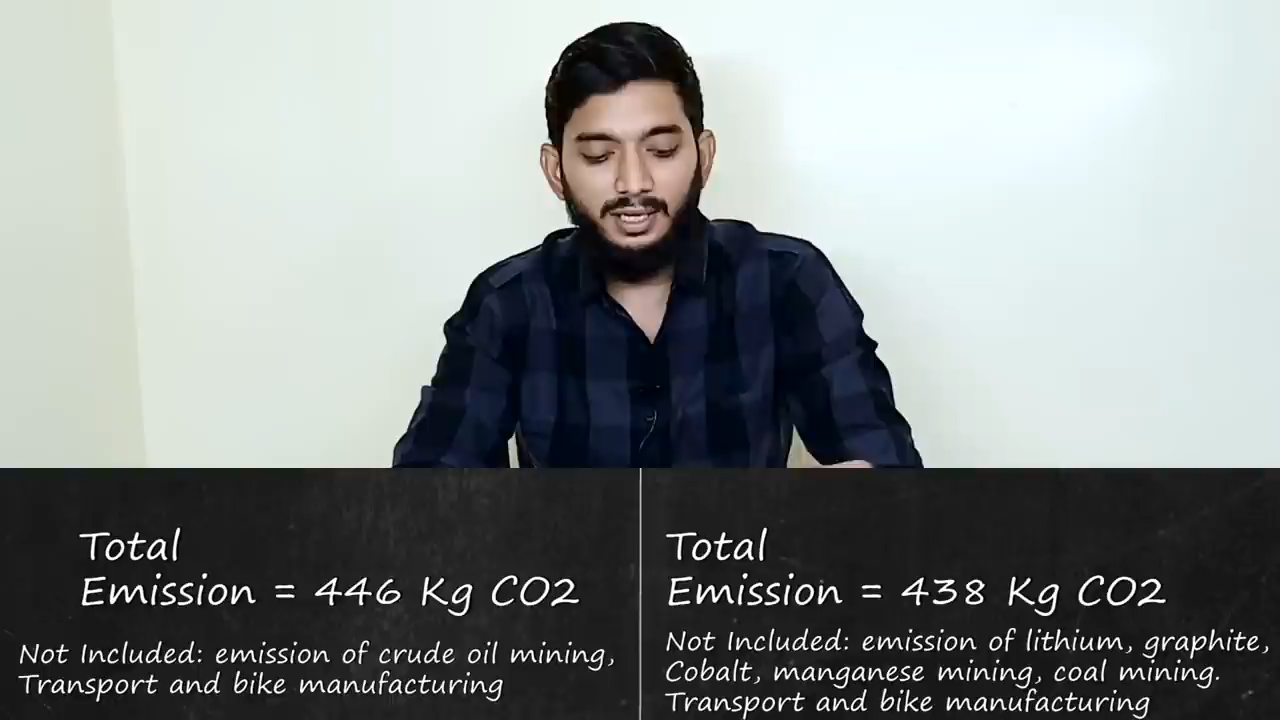 Total
Emission = 446 Kg CO2
Not Included: emission of crude oil mining,
Transport and bike manufacturing
Total
Emission = 438 Kg CO2
Not Included: emission of lithium, graphite,
Cobalt, manganese mining, coal mining.
Transport and bike manufacturing